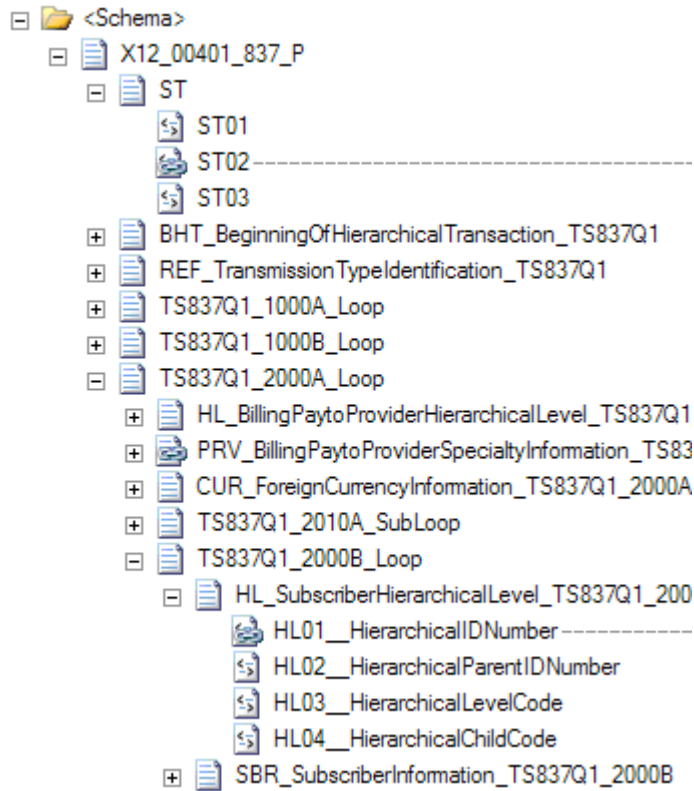 <Schema>
X12_00401_837_P
ST
ST01
ST02
ST03
BHT_BeginningOfHierarchicalTransaction_TS837Q1
REF_TransmissionTypeIdentification_TS837Q1
TS837Q1_1000A_Loop
TS837Q1_1000B_Loop
TS837Q1_2000A_Loop
HL_BillingPaytoProviderHierarchicalLevel_TS837Q1
PRV_BillingPaytoProviderSpecialtyInformation_TS83
CUR_ForeignCurrencyInformation_TS837Q1_2000A
TS837Q1_2010A_SubLoop
TS837Q1_2000B_Loop
HL_SubscriberHierarchicalLevel_TS837Q1_200
HL01__HierarchicalIDNumber
HL02__HierarchicalParentIDNumber
HL03__HierarchicalLevelCode
HL04__HierarchicalChildCode
SBR_SubscriberInformation_TS837Q1_2000B